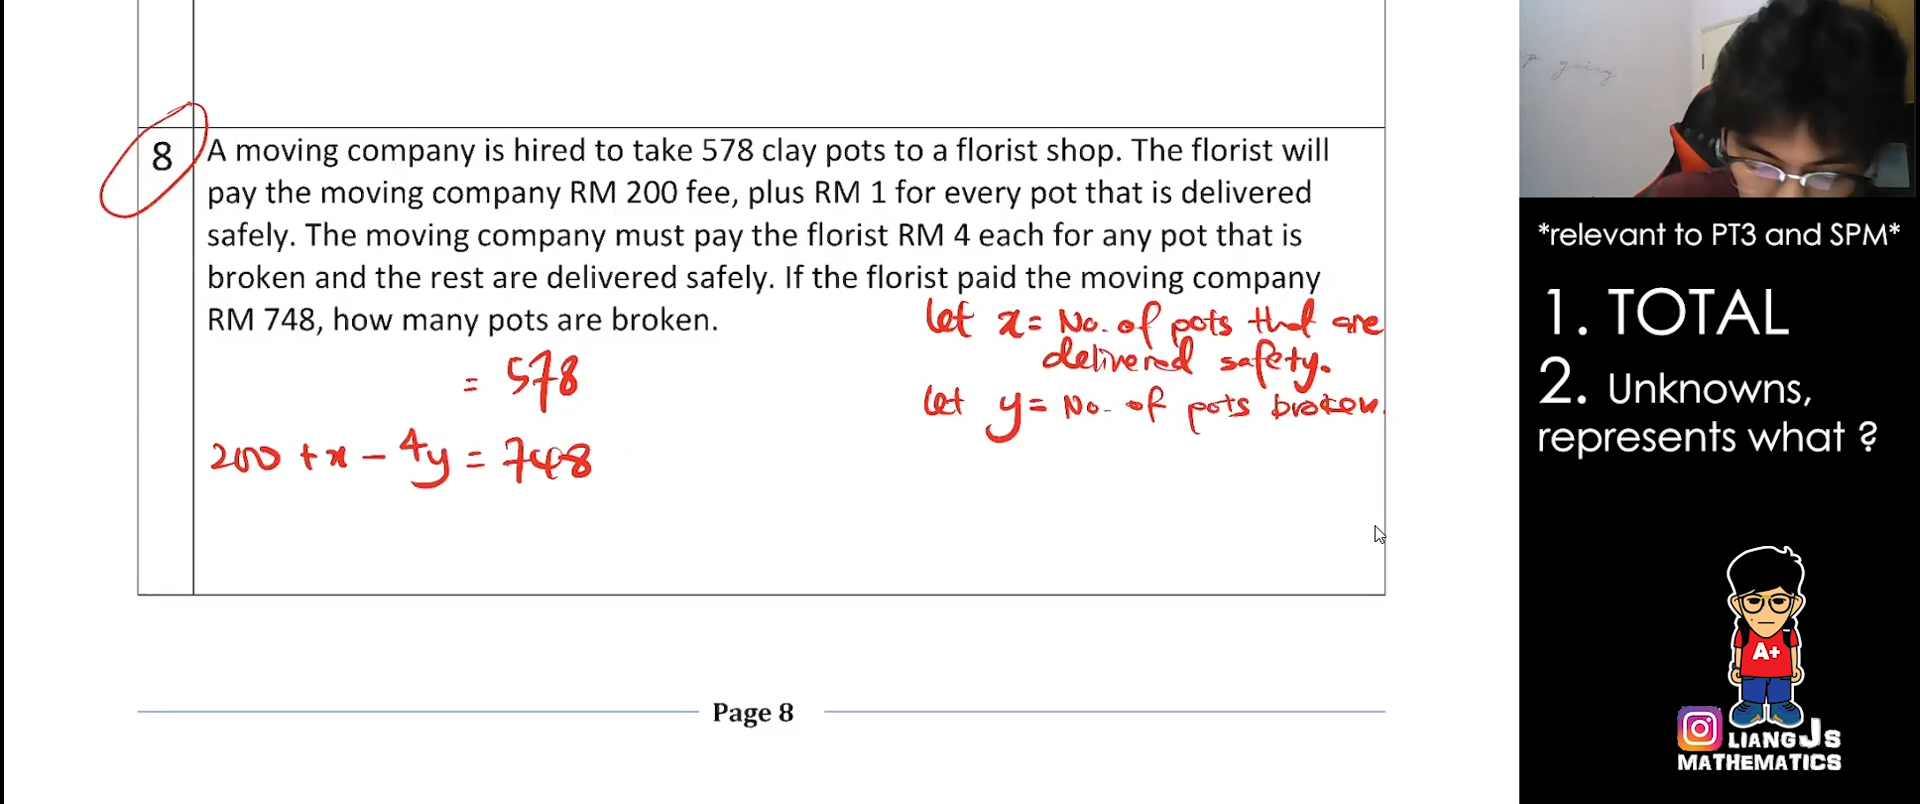 8
A moving company is hired to take 578 clay pots to a florist shop. The florist will
pay the moving company RM 200 fee, plus RM 1 for every pot that is delivered
safely. The moving company must pay the florist RM 4 each for any pot that is
broken and the rest are delivered safely. If the florist paid the moving company
RM 748, how many pots are broken.
let x = No. of pots that are
delivered safety.
let y = No. of pots broken.
= 578
200 + x - 4y = 748
Page 8
*relevant to PT3 and SPM*
1. TOTAL
2. Unknowns,
represents what ?
A+
LIANGJS
MATHEMATICS